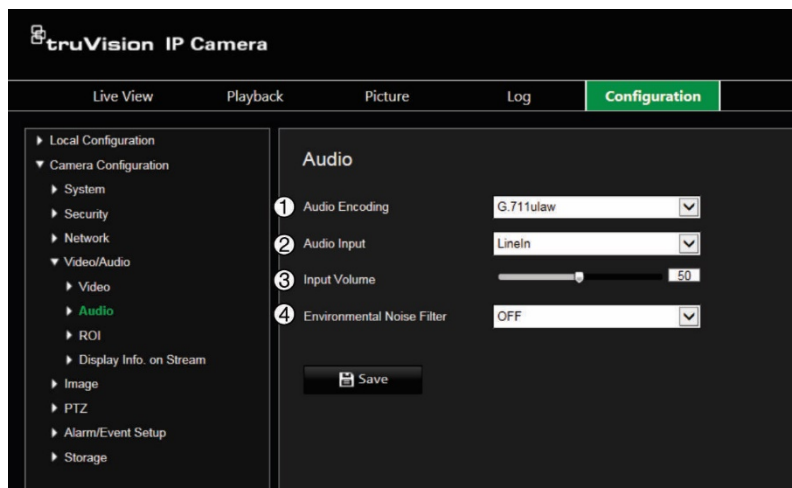 truVision IP Camera
Live View Playback Picture Log Configuration
Local Configuration
Camera Configuration
System
Security
Network
Video/Audio
Video
Audio
ROI
Display Info. on Stream
Image
PTZ
Alarm/Event Setup
Storage
Audio
① Audio Encoding G.711ulaw
② Audio Input LineIn
③ Input Volume 50
④ Environmental Noise Filter OFF
Save